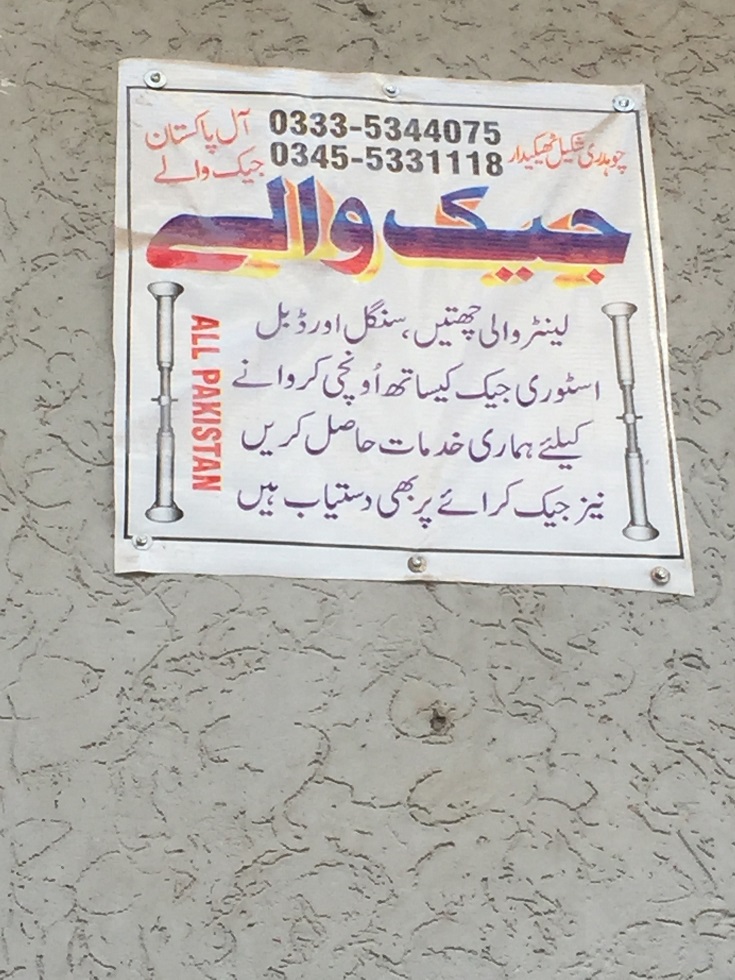 چوہدری شکیل ٹھیکیدار
0333-5344075
0345-5331118
آل پاکستان
جیک والے
جیک والے
لینٹر والی چھتیں، سنگل اور ڈبل
اسٹوری جیک کیساتھ اُونچی کروانے
کیلئے ہماری خدمات حاصل کریں
نیز جیک کرائے پر بھی دستیاب ہیں
ALL PAKISTAN